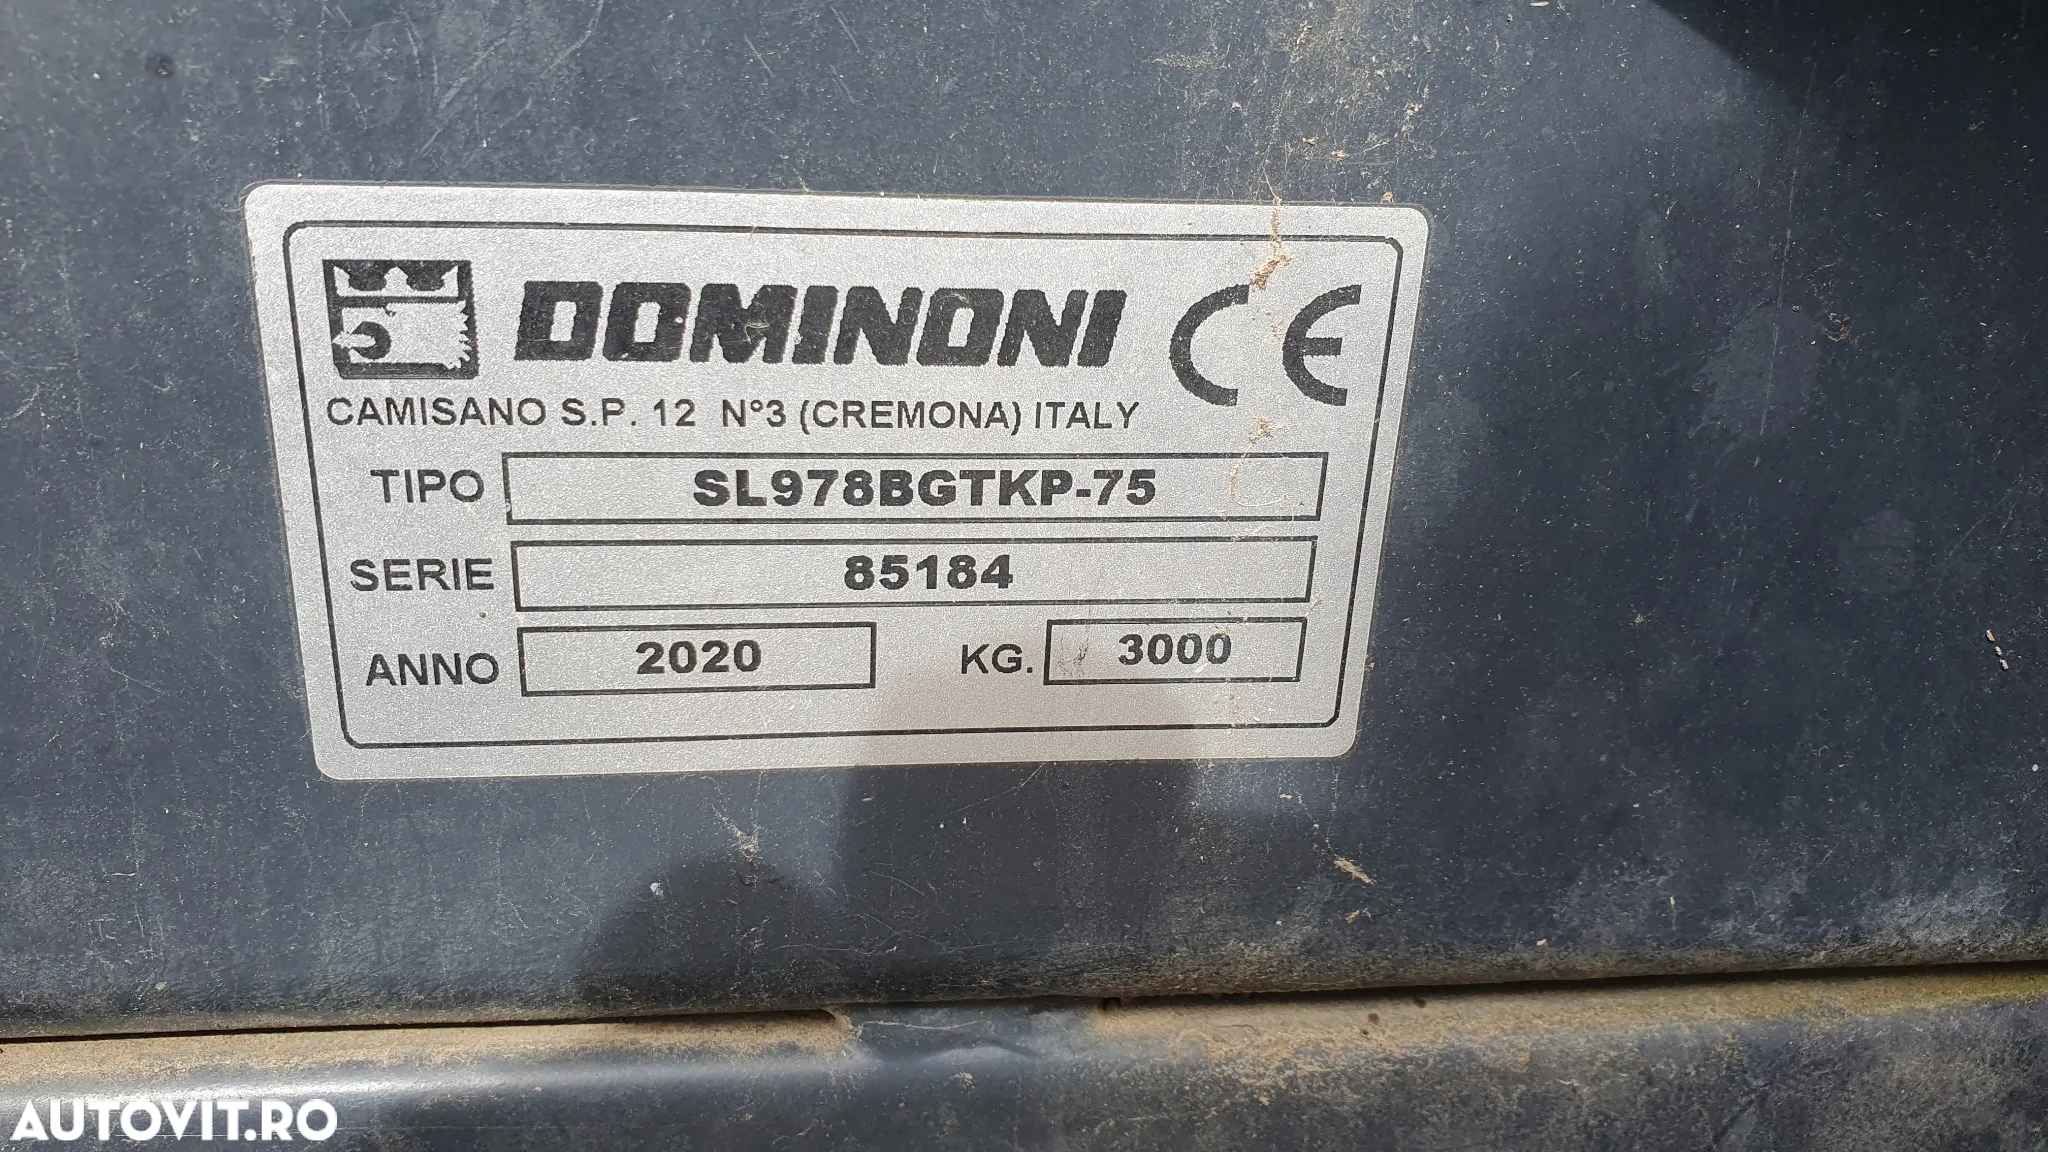 DOMINONI CE
CAMISANO S.P. 12 N°3 (CREMONA) ITALY
TIPO SL978BGTKP-75
SERIE 85184
ANNO 2020 KG. 3000
AUTOVIT.RO